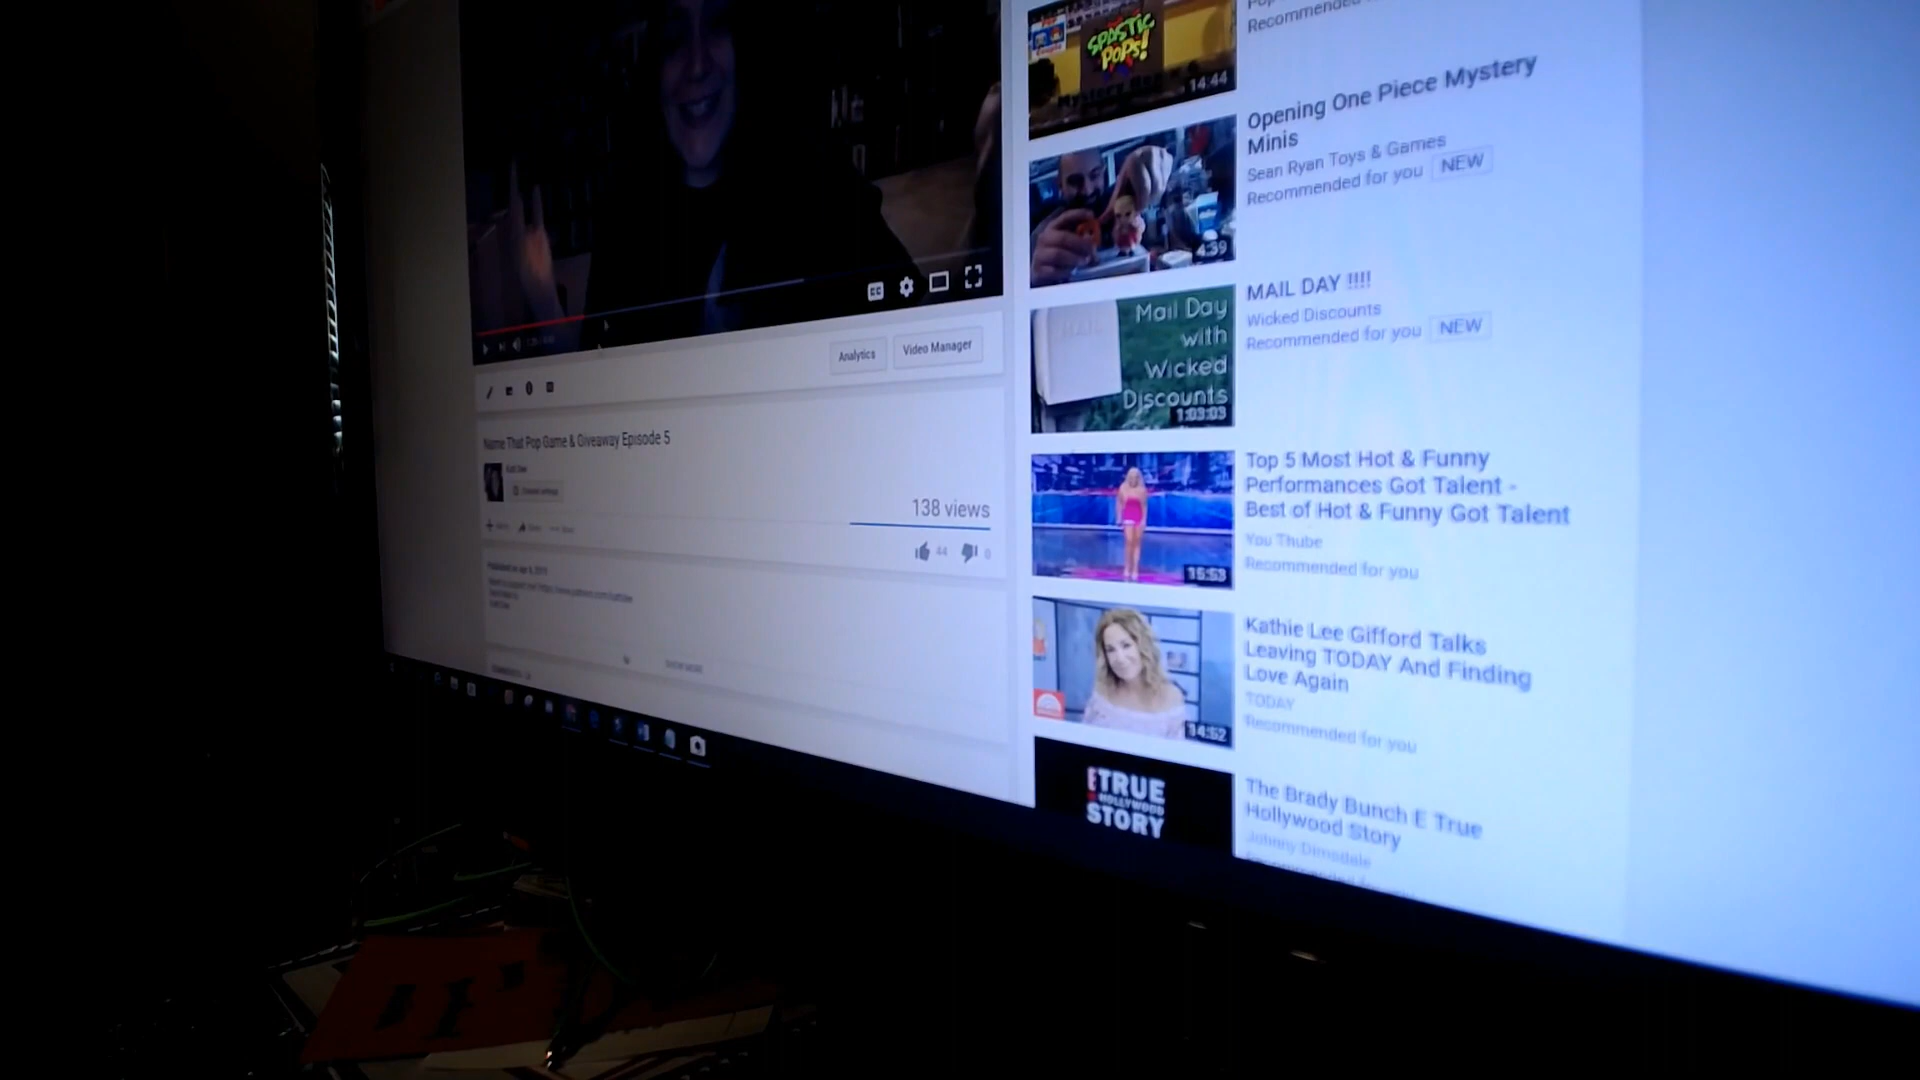 Analytics
Video Manager
Name That Pop Game & Giveaway Episode 5
138 views
44
0
SPASTIC
POPS!
14:44
Recommended
Opening One Piece Mystery
Minis
Sean Ryan Toys & Games
Recommended for you NEW
4:39
MAIL DAY !!!!
Wicked Discounts
Recommended for you NEW
Mail Day
with
Wicked
Discounts
1:03:03
Top 5 Most Hot & Funny
Performances Got Talent -
Best of Hot & Funny Got Talent
You Thube
Recommended for you
15:53
Kathie Lee Gifford Talks
Leaving TODAY And Finding
Love Again
TODAY
Recommended for you
14:52
E TRUE
HOLLYWOOD
STORY
The Brady Bunch E True
Hollywood Story
Johnny Dimsdale